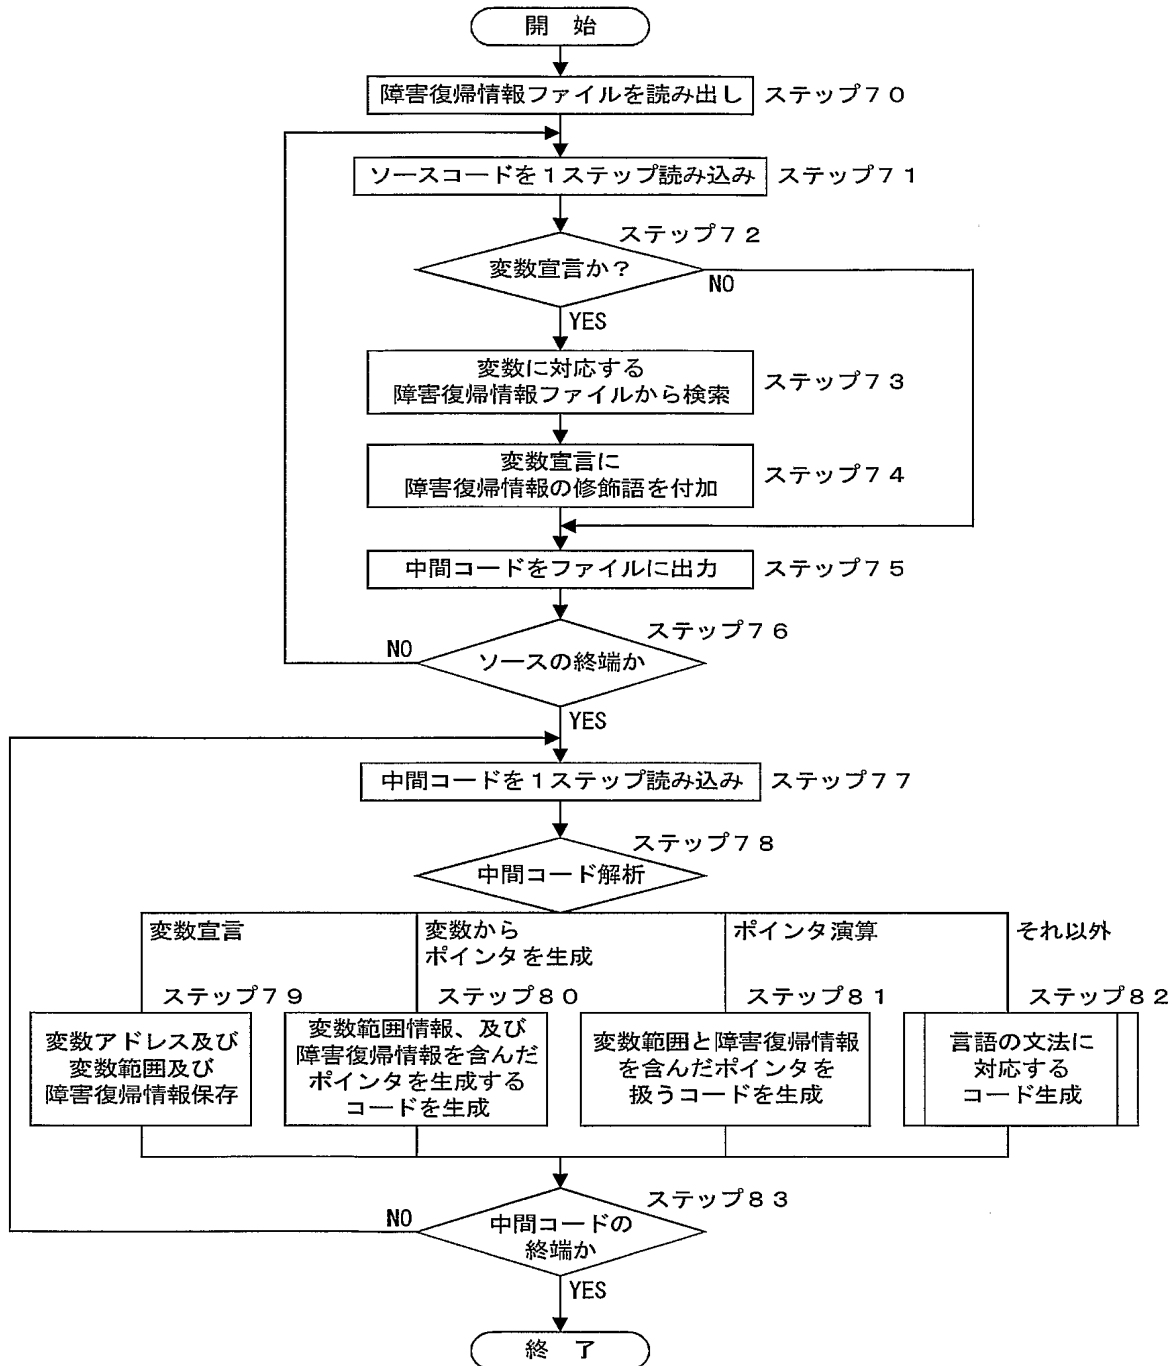 開　始
障害復帰情報ファイルを読み出し
ステップ７０
ソースコードを１ステップ読み込み
ステップ７１
ステップ７２
変数宣言か？
NO
YES
変数に対応する
障害復帰情報ファイルから検索
ステップ７３
変数宣言に
障害復帰情報の修飾語を付加
ステップ７４
中間コードをファイルに出力
ステップ７５
ステップ７６
NO
ソースの終端か
YES
中間コードを１ステップ読み込み
ステップ７７
ステップ７８
中間コード解析
変数宣言
変数から
ポインタを生成
ポインタ演算
それ以外
ステップ７９
変数アドレス及び
変数範囲及び
障害復帰情報保存
ステップ８０
変数範囲情報、及び
障害復帰情報を含んだ
ポインタを生成する
コードを生成
ステップ８１
変数範囲と障害復帰情報
を含んだポインタを
扱うコードを生成
ステップ８２
言語の文法に
対応する
コード生成
ステップ８３
NO
中間コードの
終端か
YES
終　了